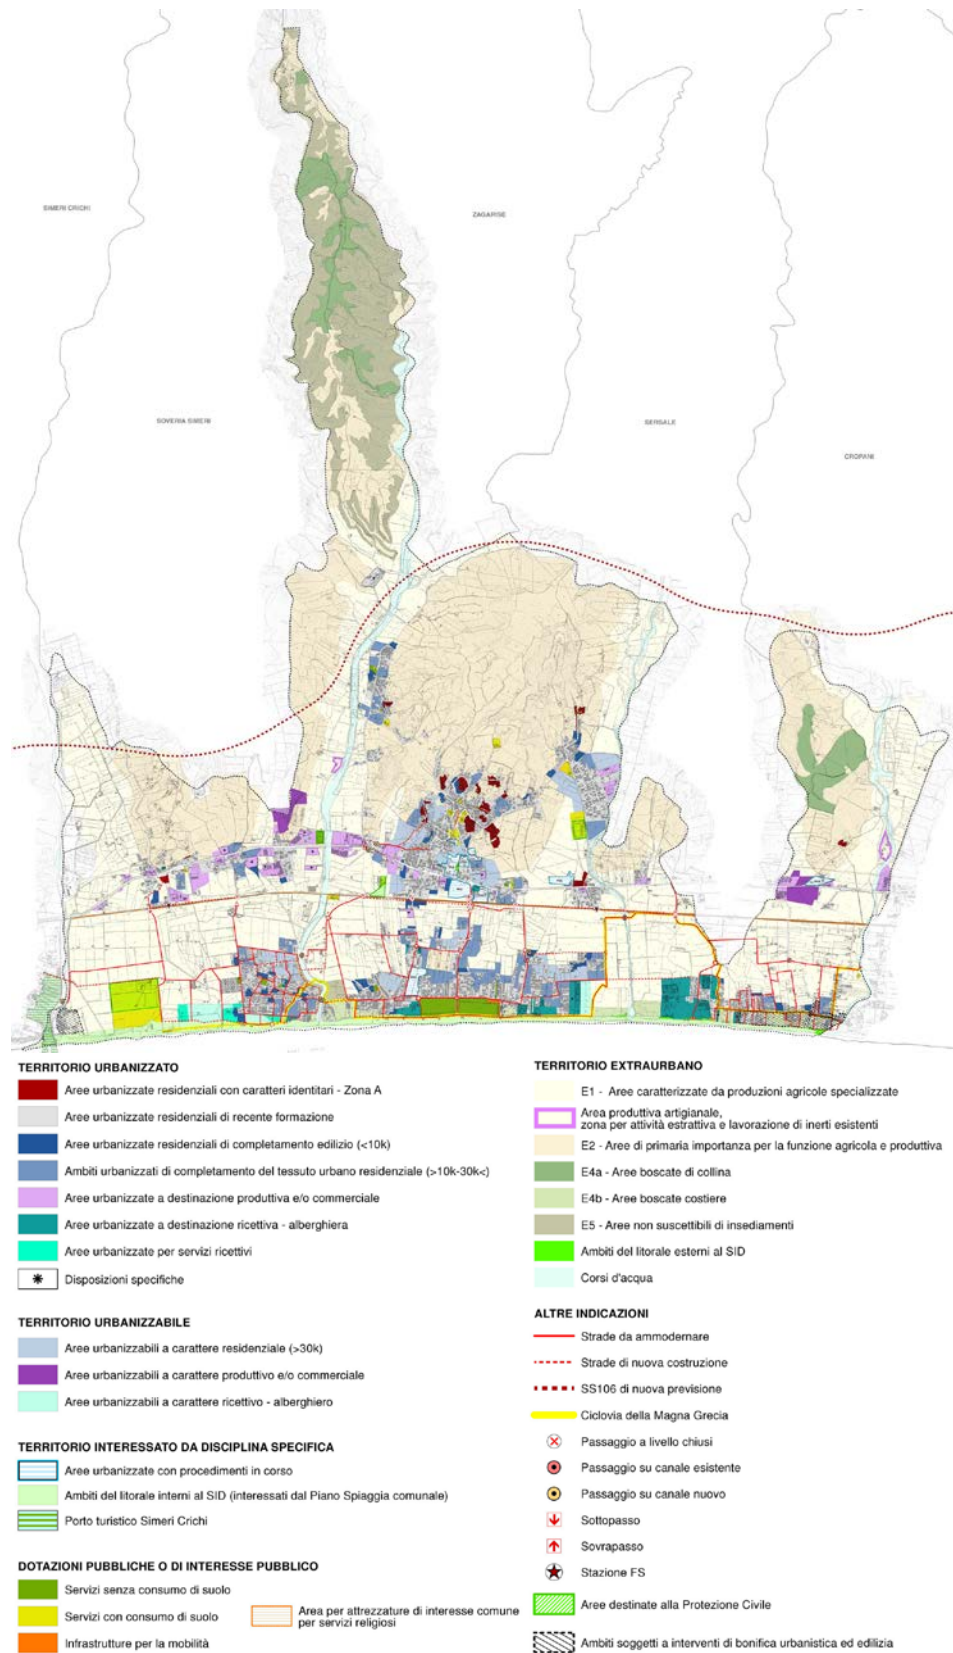 SIMERI CRICHI
ZAGARISE
SOVERIA SIMERI
SERSALE
CROPANI
TERRITORIO URBANIZZATO
Aree urbanizzate residenziali con caratteri identitari - Zona A
Aree urbanizzate residenziali di recente formazione
Aree urbanizzate residenziali di completamento edilizio (<10k)
Ambiti urbanizzati di completamento del tessuto urbano residenziale (>10k-30k<)
Aree urbanizzate a destinazione produttiva e/o commerciale
Aree urbanizzate a destinazione ricettiva - alberghiera
Aree urbanizzate per servizi ricettivi
Disposizioni specifiche
TERRITORIO URBANIZZABILE
Aree urbanizzabili a carattere residenziale (>30k)
Aree urbanizzabili a carattere produttivo e/o commerciale
Aree urbanizzabili a carattere ricettivo - alberghiero
TERRITORIO INTERESSATO DA DISCIPLINA SPECIFICA
Aree urbanizzate con procedimenti in corso
Ambiti del litorale interni al SID (interessati dal Piano Spiaggia comunale)
Porto turistico Simeri Crichi
DOTAZIONI PUBBLICHE O DI INTERESSE PUBBLICO
Servizi senza consumo di suolo
Servizi con consumo di suolo
Infrastrutture per la mobilità
Area per attrezzature di interesse comune
per servizi religiosi
TERRITORIO EXTRAURBANO
E1 - Aree caratterizzate da produzioni agricole specializzate
Area produttiva artigianale,
zona per attività estrattiva e lavorazione di inerti esistenti
E2 - Aree di primaria importanza per la funzione agricola e produttiva
E4a - Aree boscate di collina
E4b - Aree boscate costiere
E5 - Aree non suscettibili di insediamenti
Ambiti del litorale esterni al SID
Corsi d'acqua
ALTRE INDICAZIONI
Strade da ammodernare
Strade di nuova costruzione
SS106 di nuova previsione
Ciclovia della Magna Grecia
Passaggio a livello chiusi
Passaggio su canale esistente
Passaggio su canale nuovo
Sottopasso
Sovrapasso
Stazione FS
Aree destinate alla Protezione Civile
Ambiti soggetti a interventi di bonifica urbanistica ed edilizia